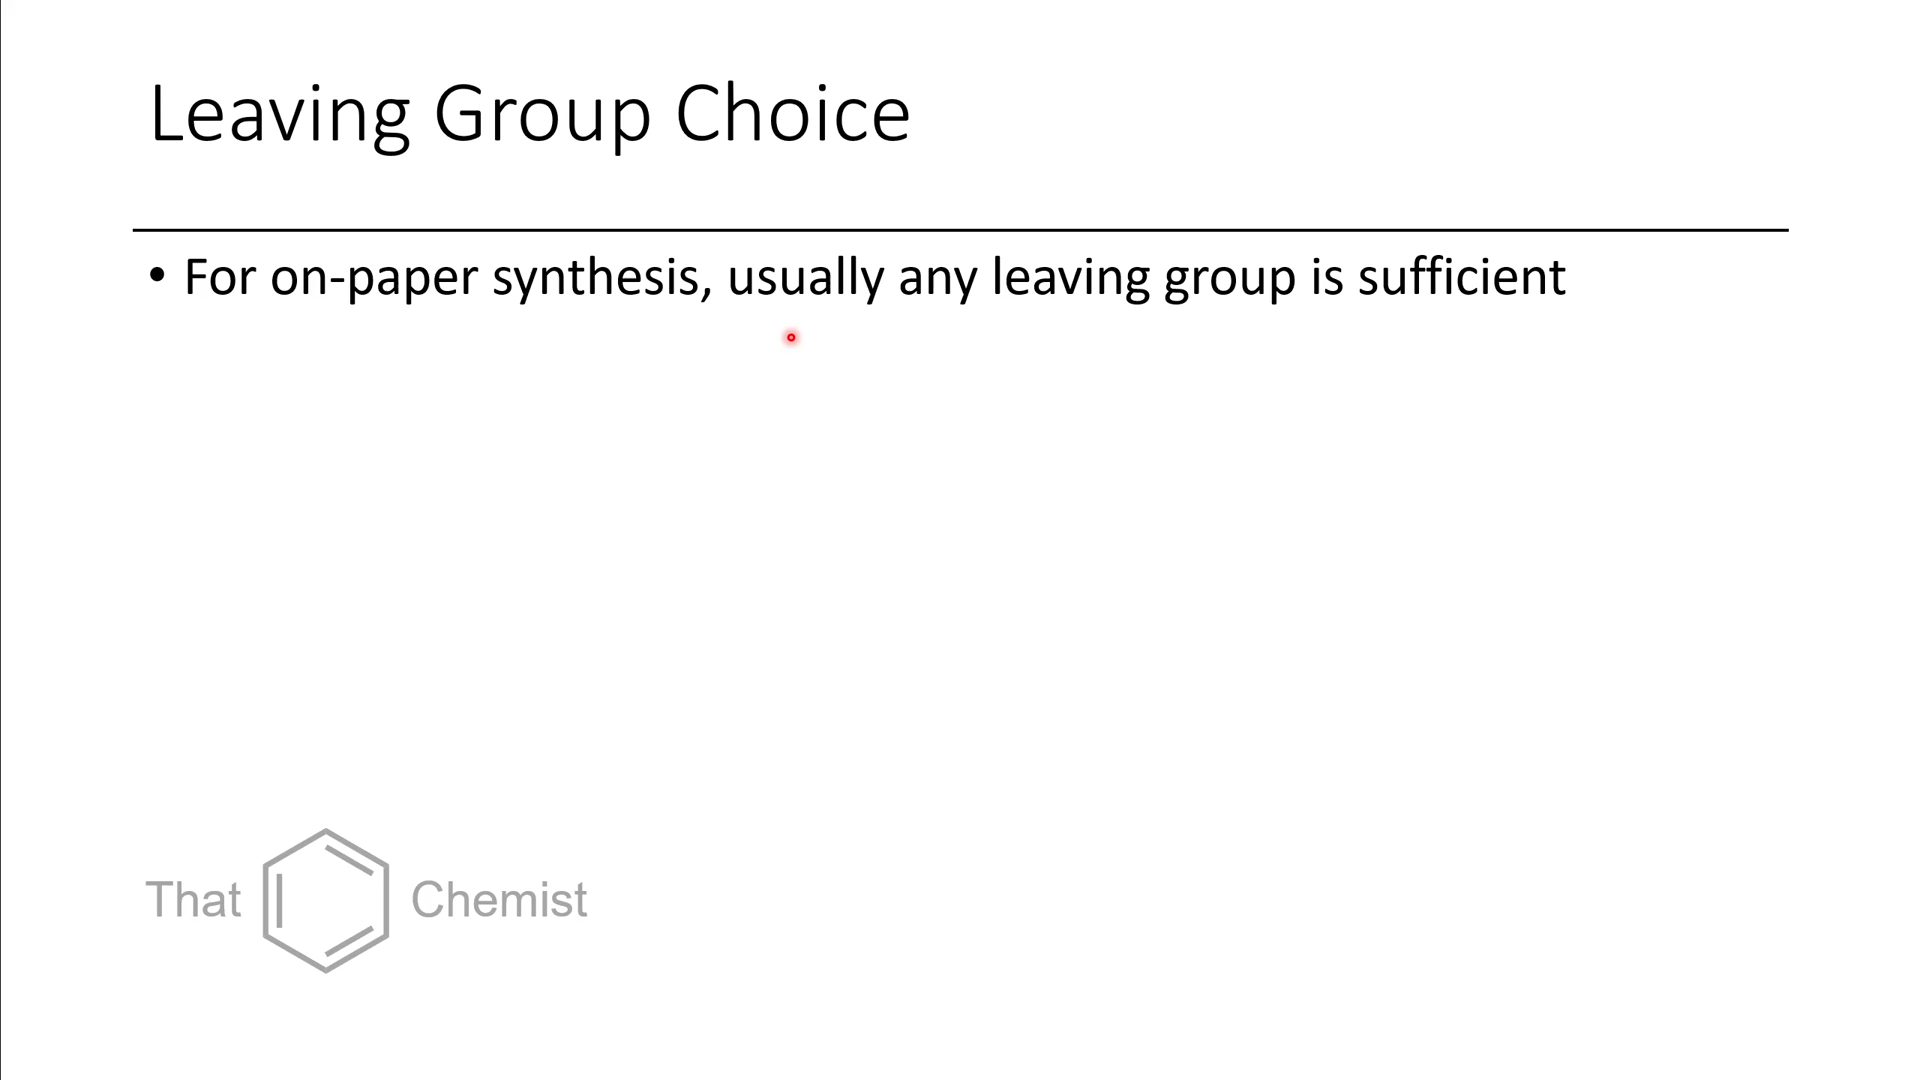 Leaving Group Choice
• For on-paper synthesis, usually any leaving group is sufficient
That Chemist